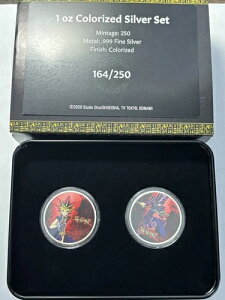 1 oz Colorized Silver Set
Mintage: 250
Metal: .999 Fine Silver
Finish: Colorized
164/250
©2020 Studio Dice/SHUEISHA, TV TOKYO, KONAMI